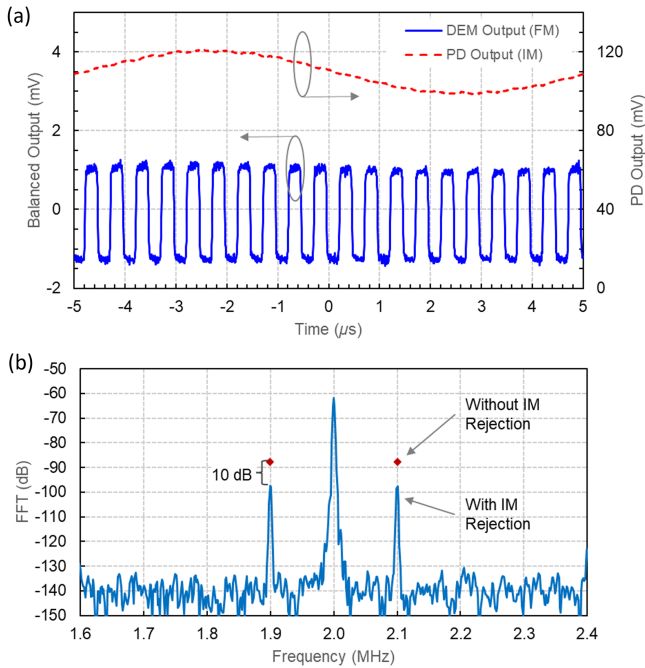 (a)
DEM Output (FM)
PD Output (IM)
Balanced Output (mV)
4
2
0
-2
PD Output (mV)
120
80
40
0
-5 -4 -3 -2 -1 0 1 2 3 4 5
Time (µs)
(b)
FFT (dB)
-50
-60
-70
-80
-90
-100
-110
-120
-130
-140
-150
10 dB
Without IM
Rejection
With IM
Rejection
1.6 1.7 1.8 1.9 2.0 2.1 2.2 2.3 2.4
Frequency (MHz)